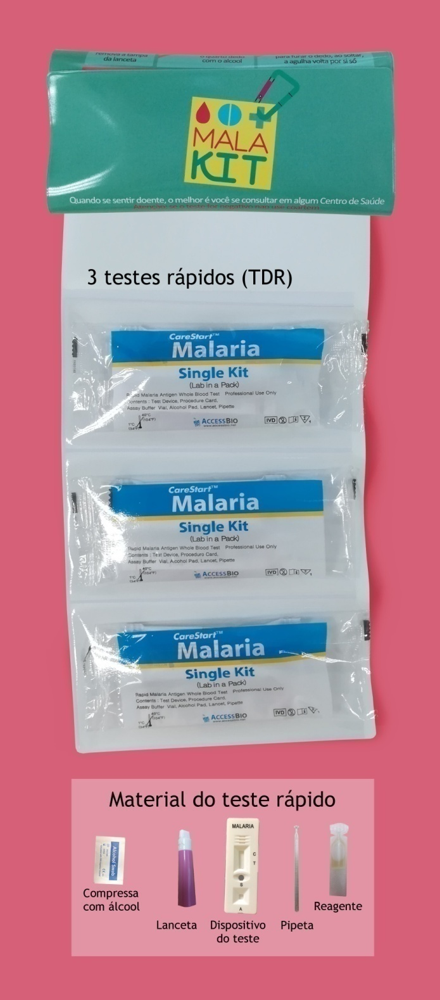 remova a tampa
da lanceta
o quarto dedo
com o alcool
para furar o dedo, ao soltar,
a agulha volta por si só
MALA
KIT
Quando se sentir doente, o melhor é você se consultar em algum Centro de Saúde
Atenção: se o teste for negativo não use coartem
3 testes rápidos (TDR)
CareStart™
Malaria
Single Kit
(Lab in a Pack)
Rapid Malaria Antigen Whole Blood Test Professional Use Only
Contents : Test Device, Procedure Card,
Assay Buffer Vial, Alcohol Pad, Lancet, Pipette
40°C
(104°F)
1°C
(34°F)
ACCESSBIO
www.accessbio.net
IVD
CareStart™
Malaria
Single Kit
(Lab in a Pack)
Rapid Malaria Antigen Whole Blood Test Professional Use Only
Contents : Test Device, Procedure Card,
Assay Buffer Vial, Alcohol Pad, Lancet, Pipette
40°C
(104°F)
1°C
(34°F)
ACCESSBIO
www.accessbio.net
IVD
CareStart™
Malaria
Single Kit
(Lab in a Pack)
Rapid Malaria Antigen Whole Blood Test Professional Use Only
Contents : Test Device, Procedure Card,
Assay Buffer Vial, Alcohol Pad, Lancet, Pipette
40°C
(104°F)
1°C
(34°F)
ACCESSBIO
www.accessbio.net
IVD
Material do teste rápido
Alcohol Swab
MALARIA
C
T
S
A
Compressa
com álcool
Lanceta
Dispositivo
do teste
Pipeta
Reagente